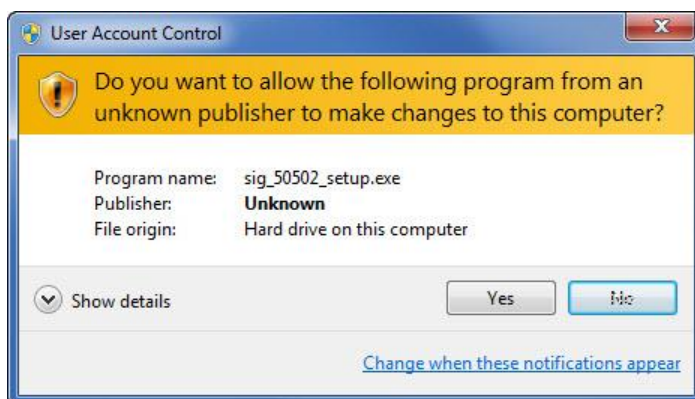 User Account Control
Do you want to allow the following program from an
unknown publisher to make changes to this computer?
Program name: sig_50502_setup.exe
Publisher: Unknown
File origin: Hard drive on this computer
Show details
Yes
No
Change when these notifications appear